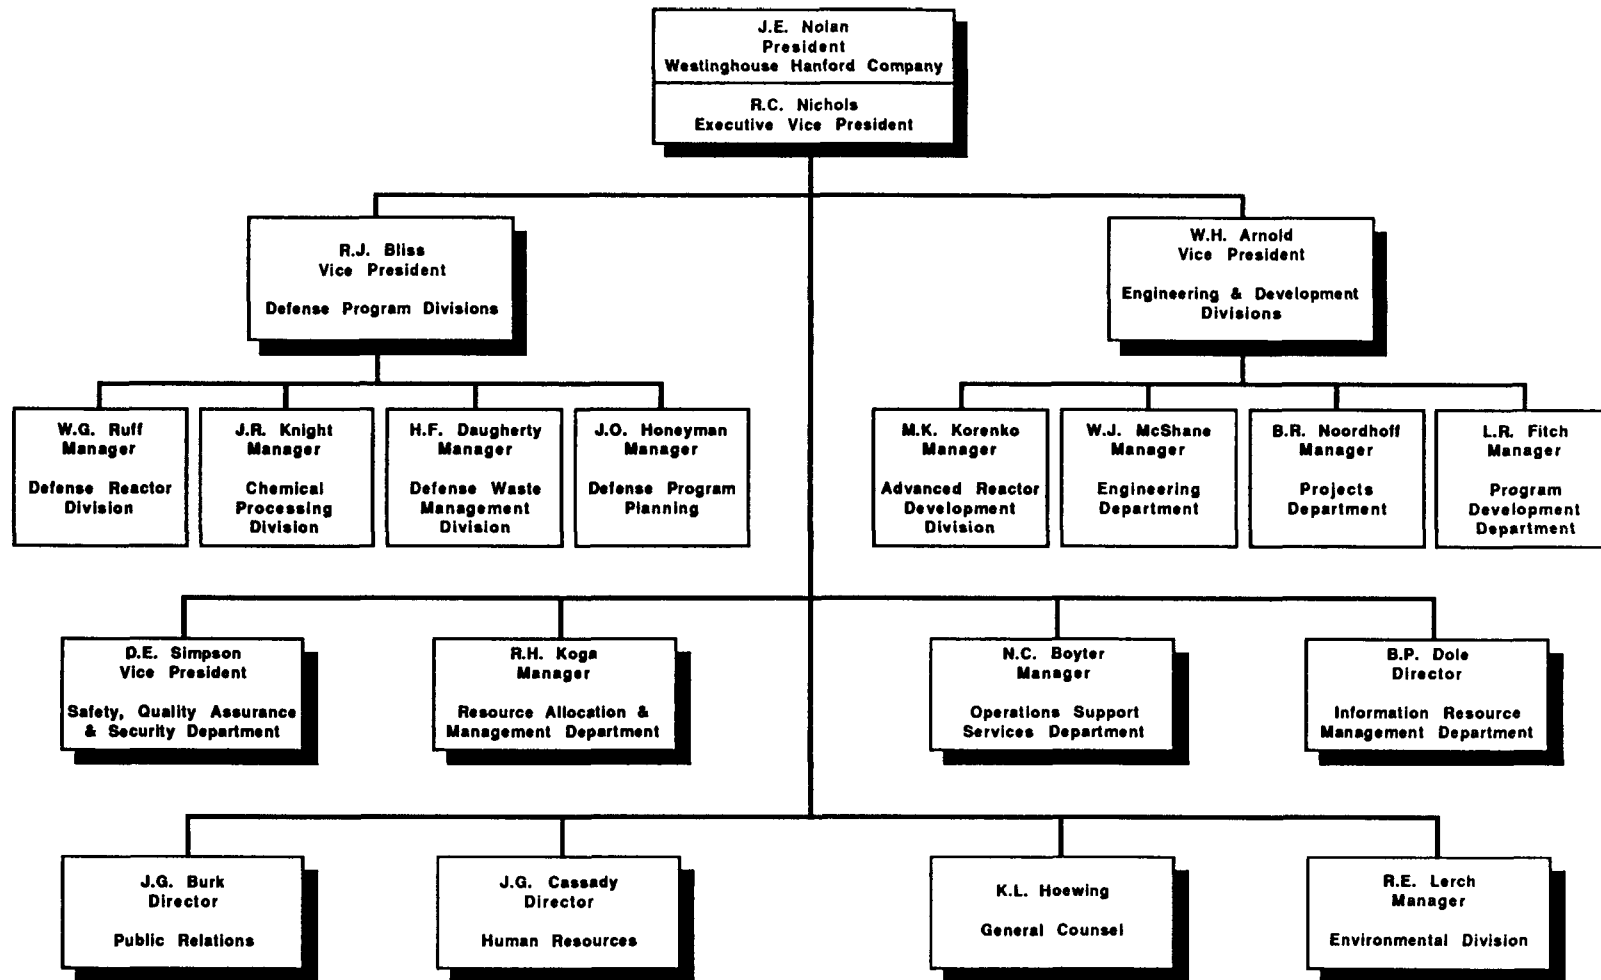 J.E. Nolan
President
Westinghouse Hanford Company
R.C. Nichols
Executive Vice President
R.J. Bliss
Vice President
Defense Program Divisions
W.H. Arnold
Vice President
Engineering & Development
Divisions
W.G. Ruff
Manager
Defense Reactor
Division
J.R. Knight
Manager
Chemical
Processing
Division
H.F. Daugherty
Manager
Defense Waste
Management
Division
J.O. Honeyman
Manager
Defense Program
Planning
M.K. Korenko
Manager
Advanced Reactor
Development
Division
W.J. McShane
Manager
Engineering
Department
B.R. Noordhoff
Manager
Projects
Department
L.R. Fitch
Manager
Program
Development
Department
D.E. Simpson
Vice President
Safety, Quality Assurance
& Security Department
R.H. Koga
Manager
Resource Allocation &
Management Department
N.C. Boyter
Manager
Operations Support
Services Department
B.P. Dole
Director
Information Resource
Management Department
J.G. Burk
Director
Public Relations
J.G. Cassady
Director
Human Resources
K.L. Hoewing
General Counsel
R.E. Lerch
Manager
Environmental Division